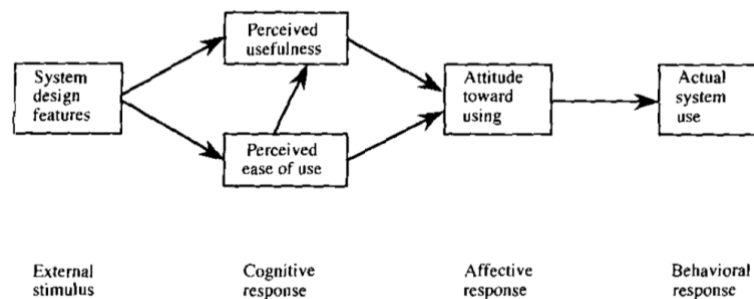 Perceived
usefulness
System
design
features
Attitude
toward
using
Actual
system
use
Perceived
ease of use
External
stimulus
Cognitive
response
Affective
response
Behavioral
response